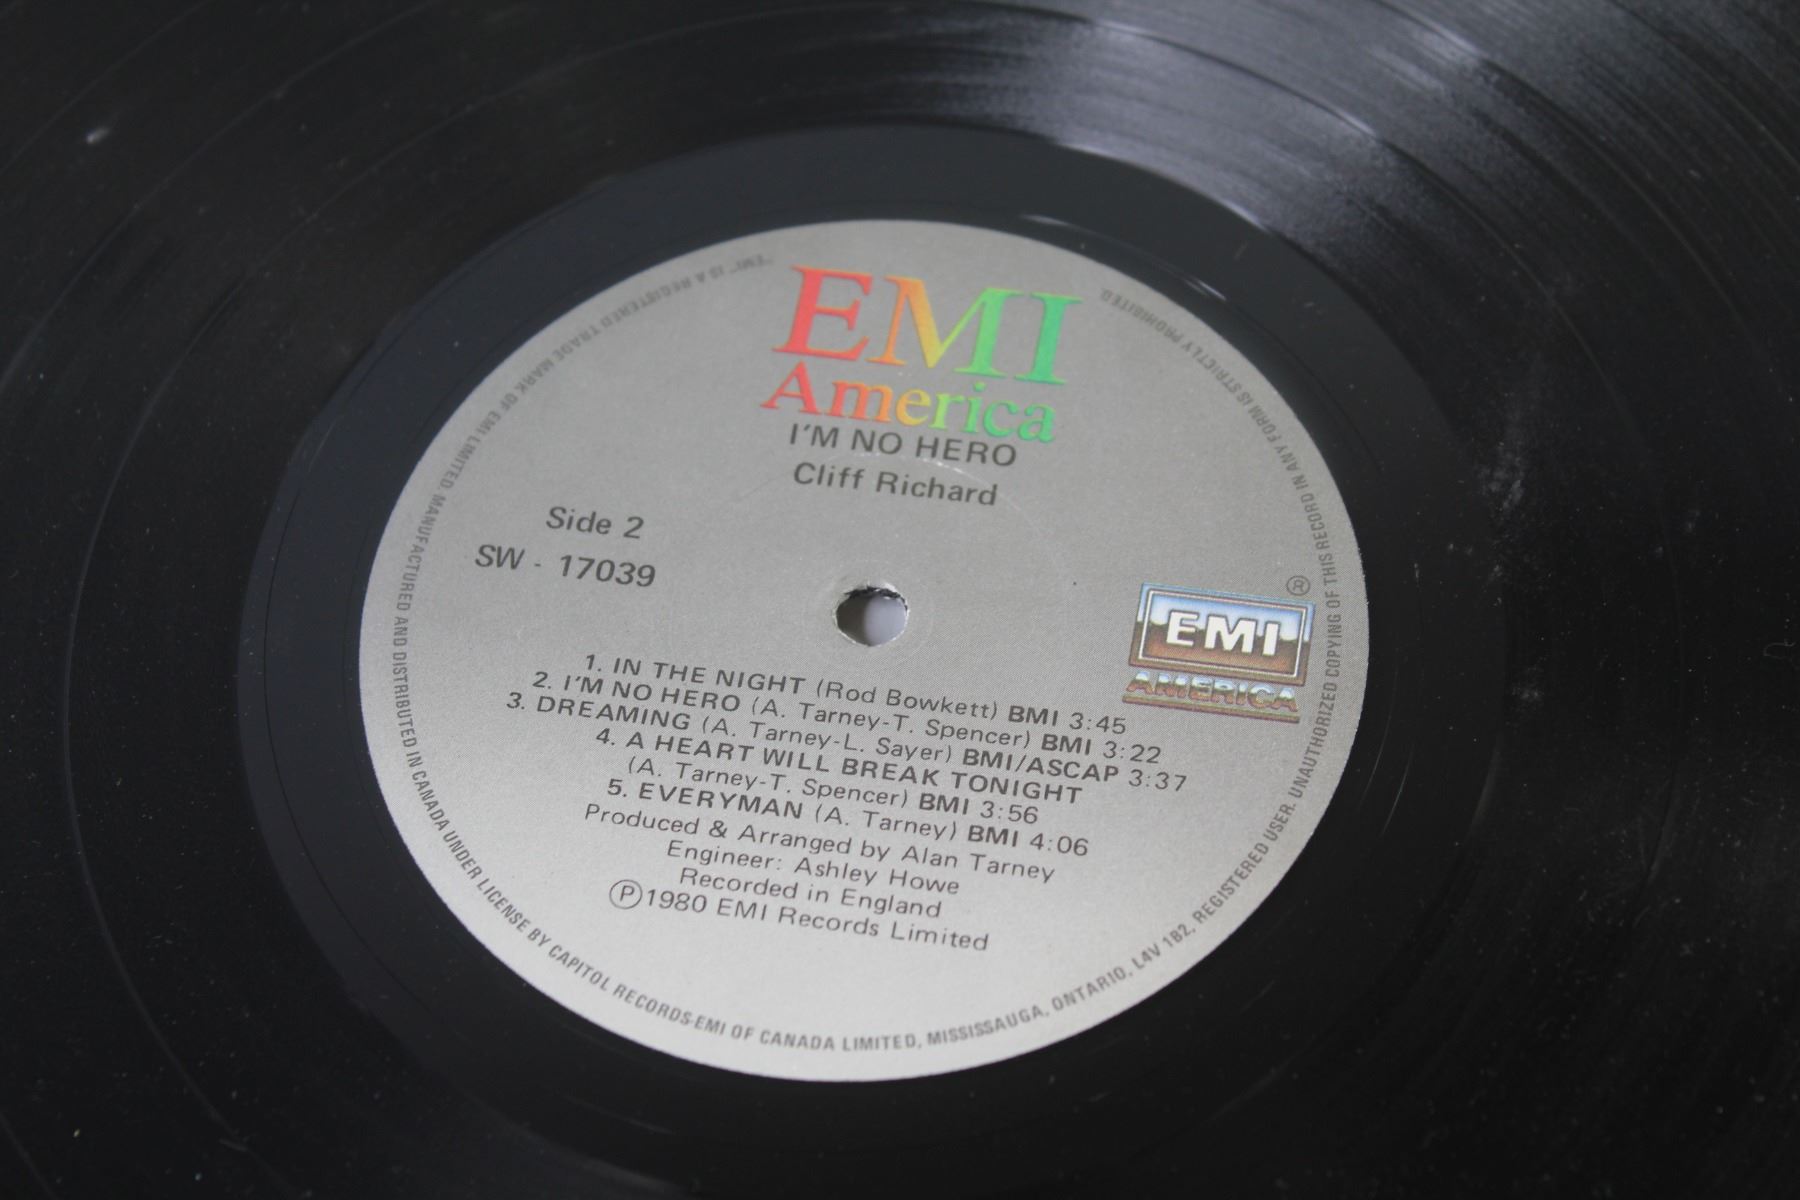 EMI
America
I'M NO HERO
Cliff Richard
Side 2
SW - 17039
®
EMI
AMERICA
1. IN THE NIGHT (Rod Bowkett) BMI 3:45
2. I'M NO HERO (A. Tarney-T. Spencer) BMI 3:22
3. DREAMING (A. Tarney-L. Sayer) BMI/ASCAP 3:37
4. A HEART WILL BREAK TONIGHT
(A. Tarney-T. Spencer) BMI 3:56
5. EVERYMAN (A. Tarney) BMI 4:06
Produced & Arranged by Alan Tarney
Engineer: Ashley Howe
Recorded in England
Ⓟ1980 EMI Records Limited
"EMI" IS A REGISTERED TRADE MARK OF EMI LIMITED. MANUFACTURED AND DISTRIBUTED IN CANADA UNDER LICENSE BY CAPITOL RECORDS-EMI OF CANADA LIMITED, MISSISSAUGA, ONTARIO, L4V 1B2, REGISTERED USER. UNAUTHORIZED COPYING OF THIS RECORD IN ANY FORM IS STRICTLY PROHIBITED.